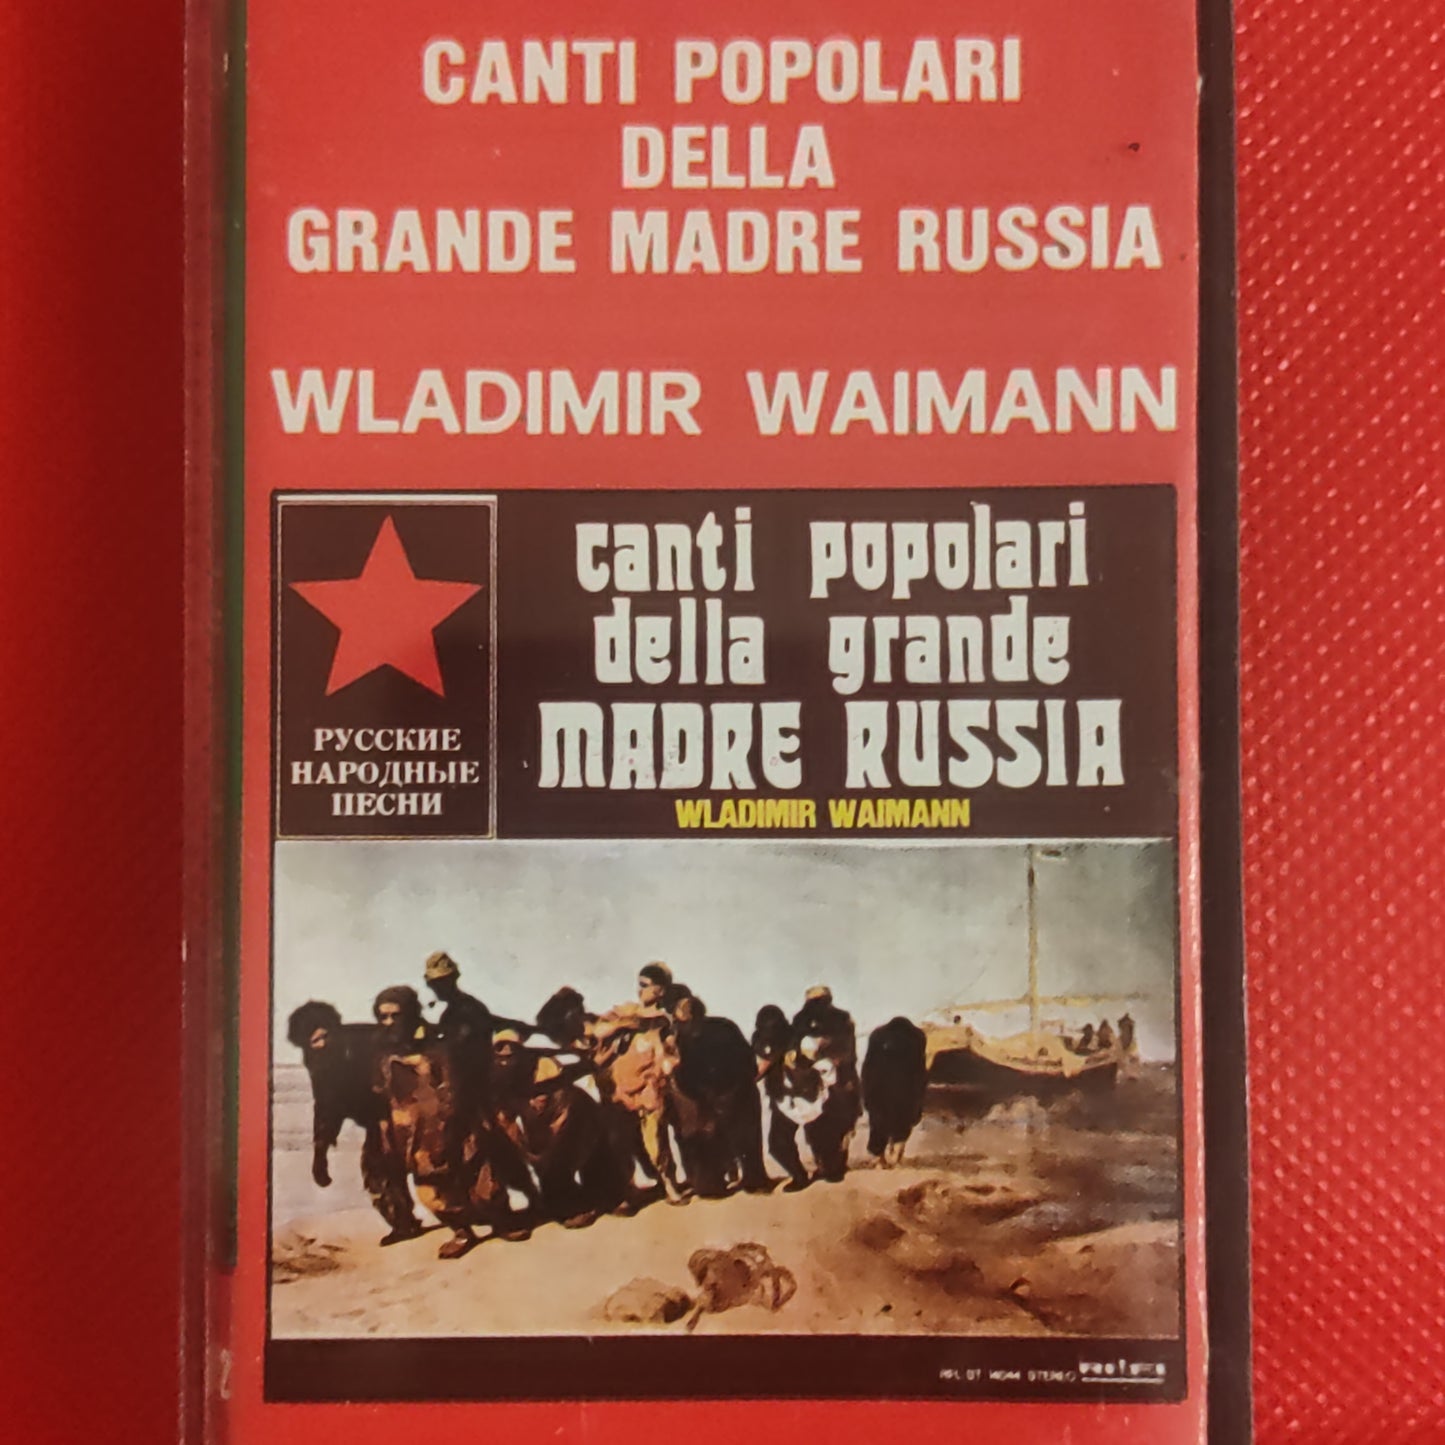 CANTI POPOLARI
DELLA
GRANDE MADRE RUSSIA
WLADIMIR WAIMANN
РУССКИЕ
НАРОДНЫЕ
ПЕСНИ
canti popolari
della grande
MADRE RUSSIA
WLADIMIR WAIMANN
STEREO